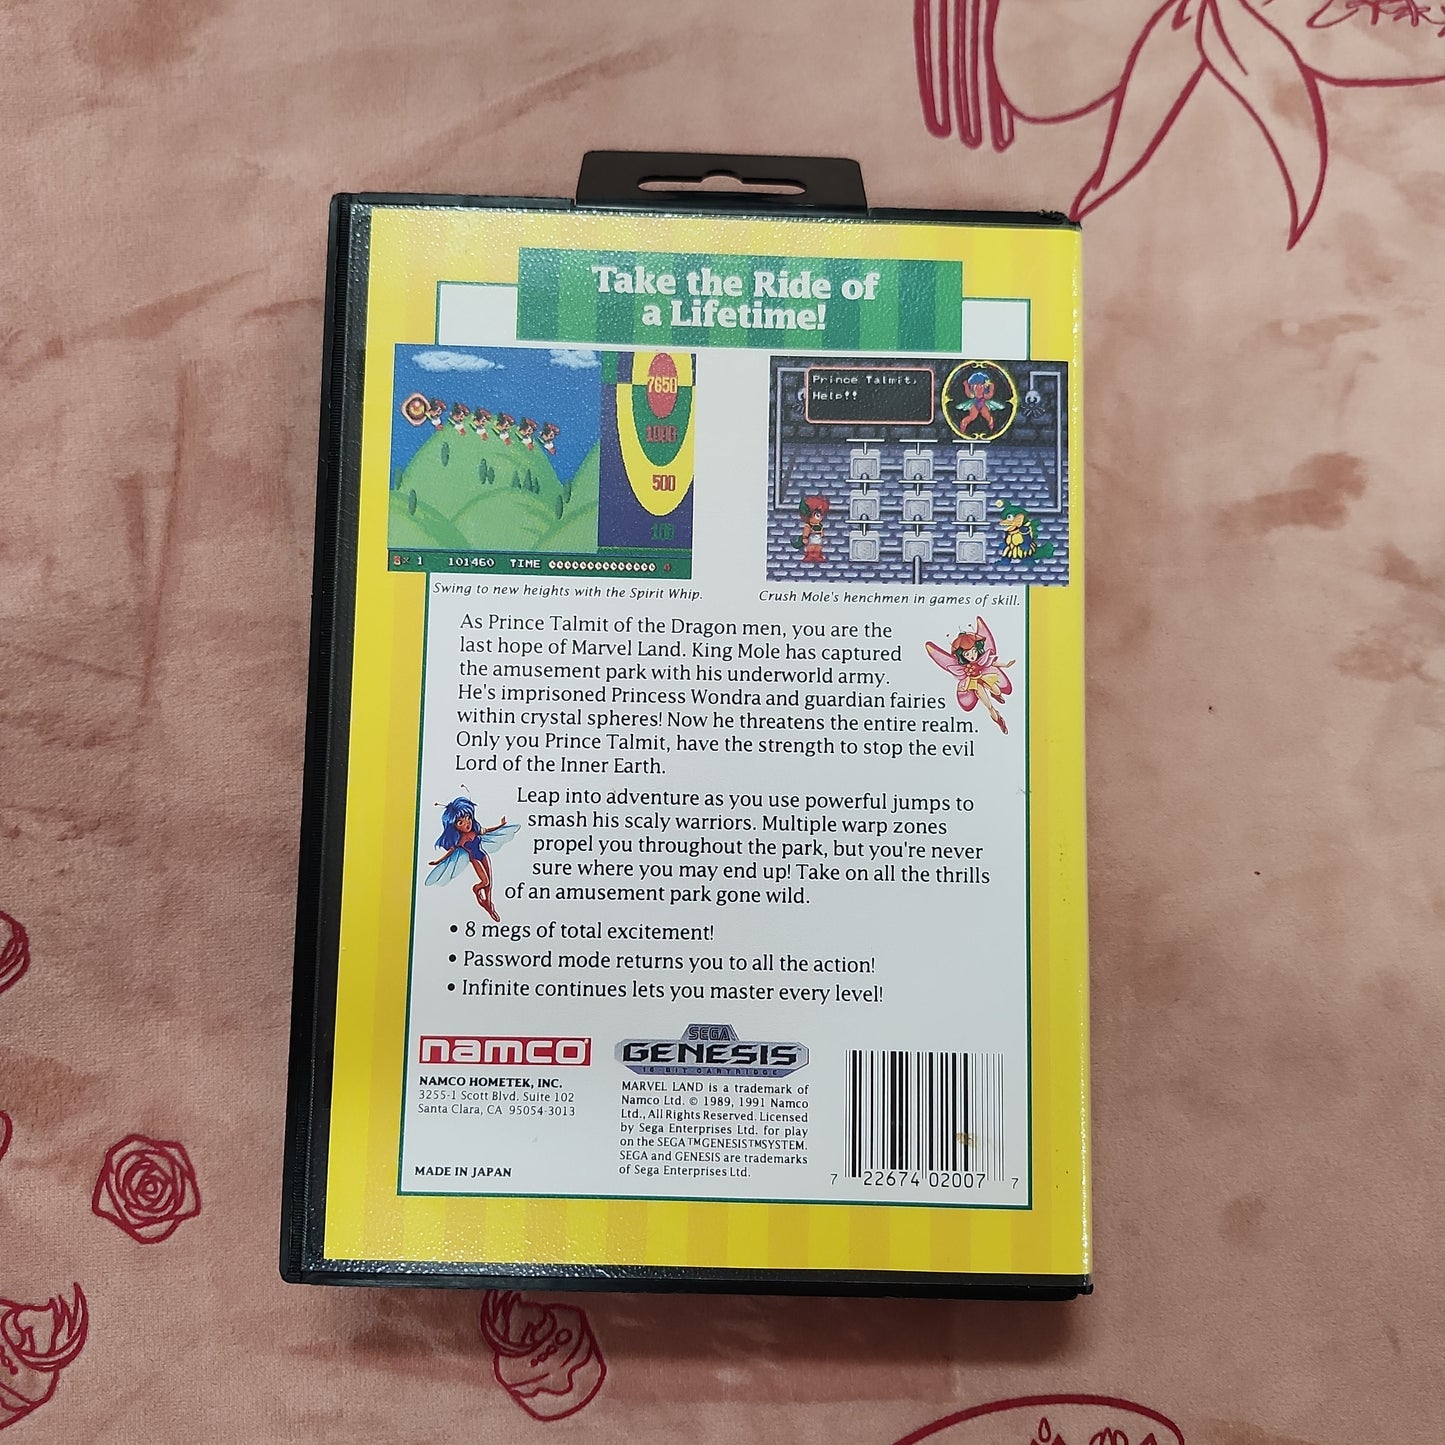 Take the Ride of
a Lifetime!
7650
1000
500
100
8× 1 101460 TIME
Prince Talmit,
Help!!
Swing to new heights with the Spirit Whip.
Crush Mole's henchmen in games of skill.
As Prince Talmit of the Dragon men, you are the
last hope of Marvel Land. King Mole has captured
the amusement park with his underworld army.
He's imprisoned Princess Wondra and guardian fairies
within crystal spheres! Now he threatens the entire realm.
Only you Prince Talmit, have the strength to stop the evil
Lord of the Inner Earth.
Leap into adventure as you use powerful jumps to
smash his scaly warriors. Multiple warp zones
propel you throughout the park, but you're never
sure where you may end up! Take on all the thrills
of an amusement park gone wild.
• 8 megs of total excitement!
• Password mode returns you to all the action!
• Infinite continues lets you master every level!
namco
NAMCO HOMETEK, INC.
3255-1 Scott Blvd. Suite 102
Santa Clara, CA 95054-3013
MADE IN JAPAN
SEGA
GENESIS
16-BIT CARTRIDGE
MARVEL LAND is a trademark of
Namco Ltd. © 1989, 1991 Namco
Ltd., All Rights Reserved. Licensed
by Sega Enterprises Ltd. for play
on the SEGA™GENESIS™SYSTEM.
SEGA and GENESIS are trademarks
of Sega Enterprises Ltd.
7 22674 02007 7